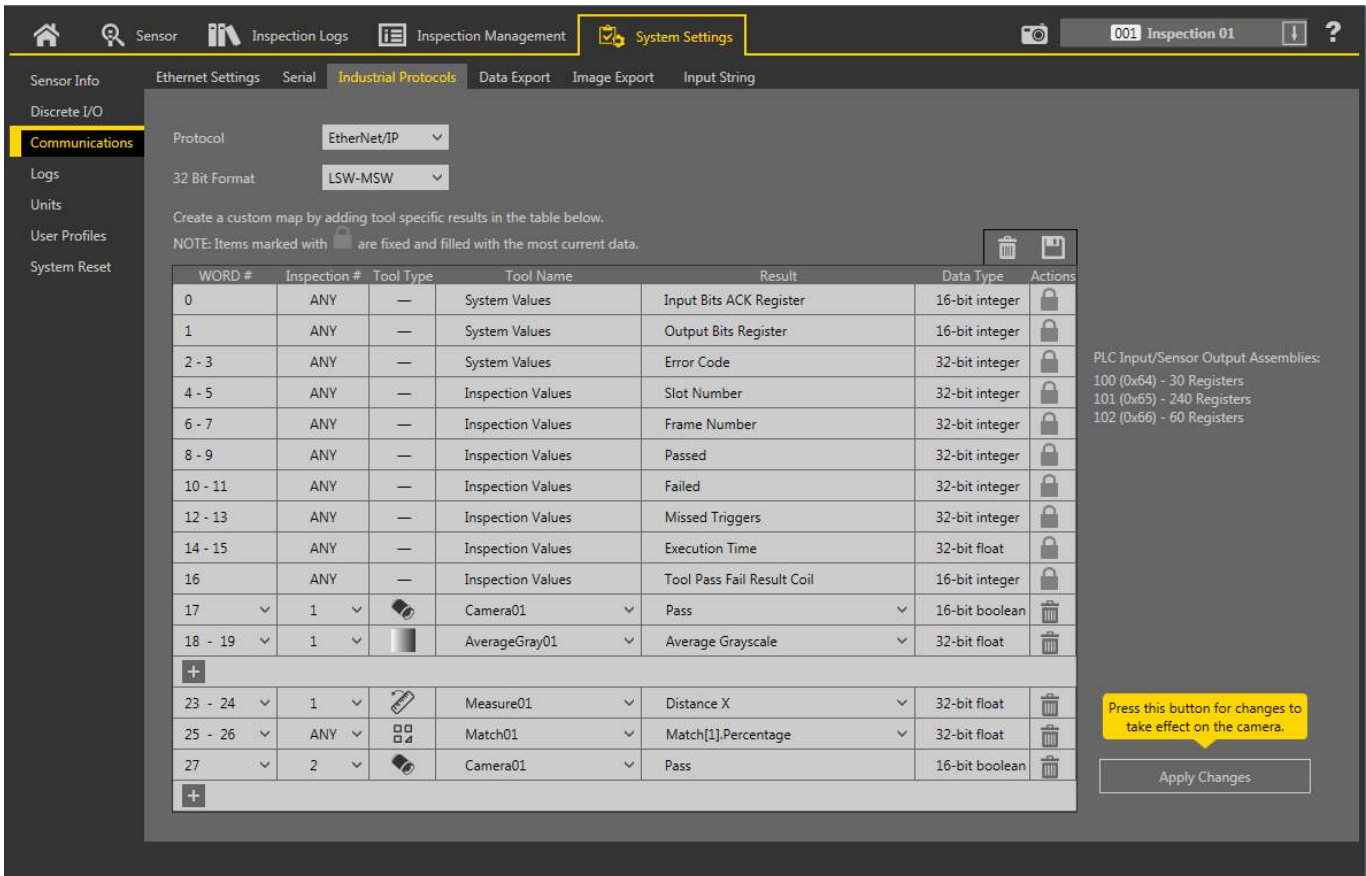 Sensor Inspection Logs Inspection Management System Settings 001 Inspection 01 ?
Sensor Info
Discrete I/O
Communications
Logs
Units
User Profiles
System Reset
Ethernet Settings Serial Industrial Protocols Data Export Image Export Input String
Protocol EtherNet/IP
32 Bit Format LSW-MSW
Create a custom map by adding tool specific results in the table below.
NOTE: Items marked with are fixed and filled with the most current data.
WORD # Inspection # Tool Type Tool Name Result Data Type Actions
0 ANY — System Values Input Bits ACK Register 16-bit integer
1 ANY — System Values Output Bits Register 16-bit integer
2 - 3 ANY — System Values Error Code 32-bit integer
4 - 5 ANY — Inspection Values Slot Number 32-bit integer
6 - 7 ANY — Inspection Values Frame Number 32-bit integer
8 - 9 ANY — Inspection Values Passed 32-bit integer
10 - 11 ANY — Inspection Values Failed 32-bit integer
12 - 13 ANY — Inspection Values Missed Triggers 32-bit integer
14 - 15 ANY — Inspection Values Execution Time 32-bit float
16 ANY — Inspection Values Tool Pass Fail Result Coil 16-bit integer
17 1 Camera01 Pass 16-bit boolean
18 - 19 1 AverageGray01 Average Grayscale 32-bit float
+
23 - 24 1 Measure01 Distance X 32-bit float
25 - 26 ANY Match01 Match[1].Percentage 32-bit float
27 2 Camera01 Pass 16-bit boolean
+
PLC Input/Sensor Output Assemblies:
100 (0x64) - 30 Registers
101 (0x65) - 240 Registers
102 (0x66) - 60 Registers
Press this button for changes to
take effect on the camera.
Apply Changes